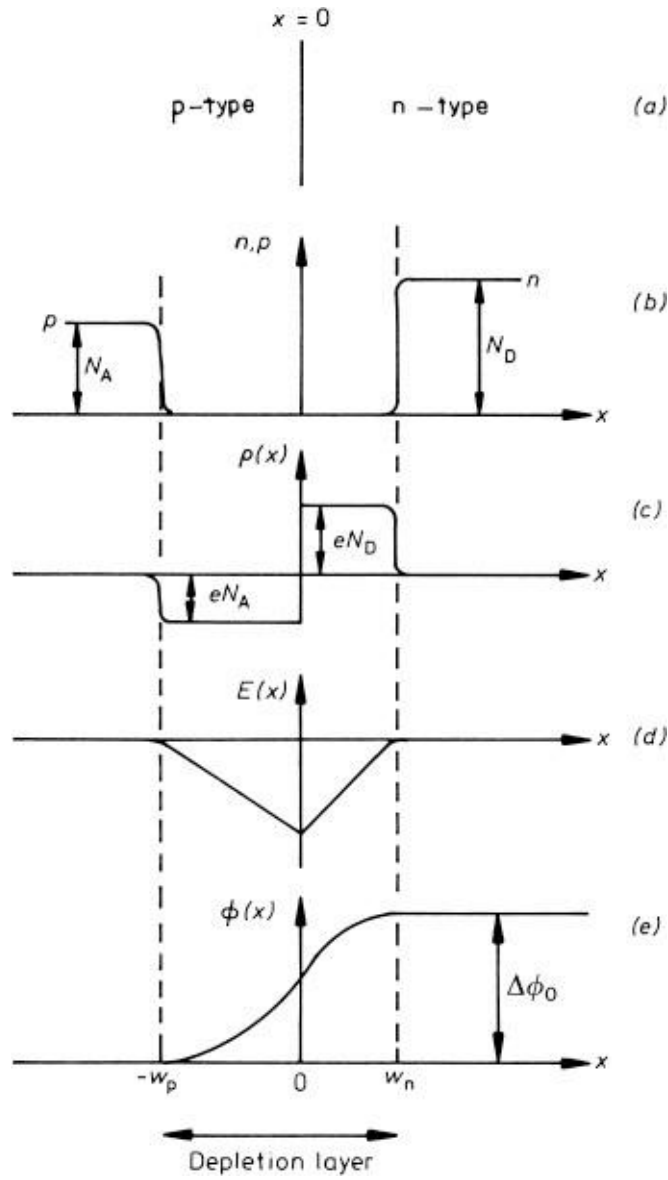 x = 0
p-type n-type (a)
n,p
p n (b)
N_A N_D
x
ρ(x)
(c)
eN_D
x
eN_A
E(x)
x (d)
ϕ(x) (e)
Δϕ_0
x
-w_p 0 w_n
Depletion layer